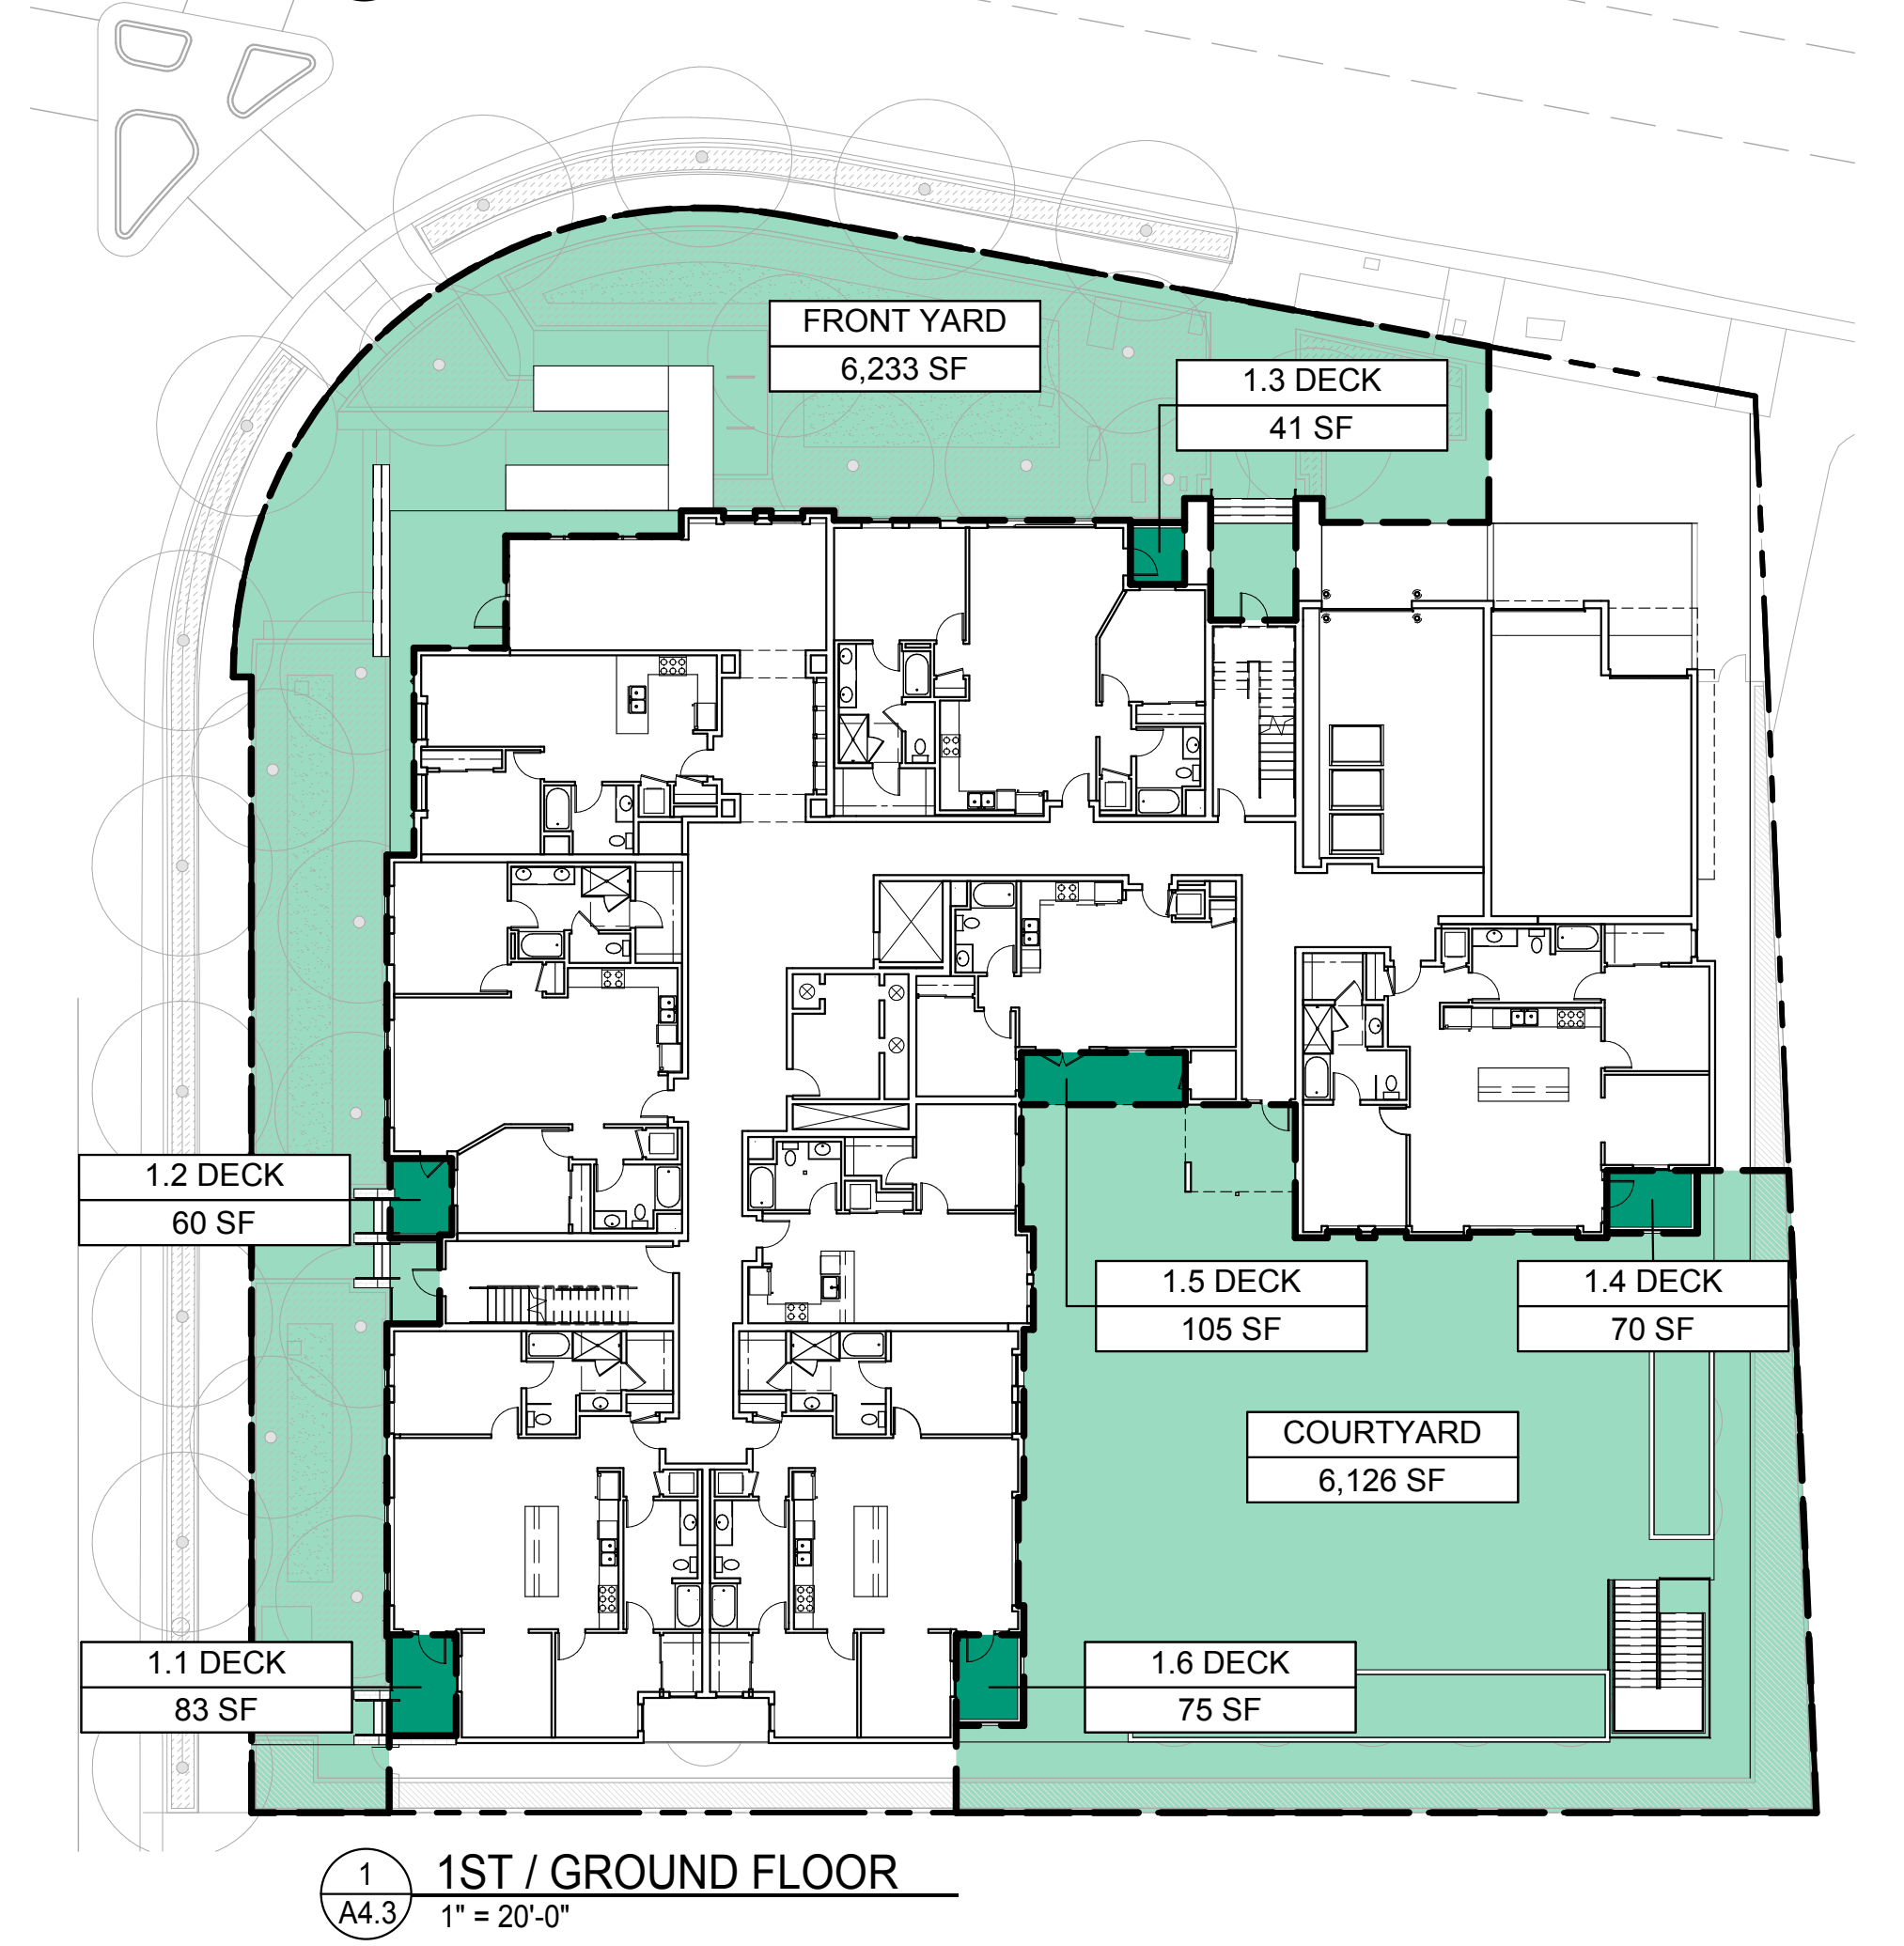 FRONT YARD
6,233 SF
1.3 DECK
41 SF
1.2 DECK
60 SF
1.5 DECK
105 SF
1.4 DECK
70 SF
COURTYARD
6,126 SF
1.1 DECK
83 SF
1.6 DECK
75 SF
1
A4.3
1ST / GROUND FLOOR
1" = 20'-0"